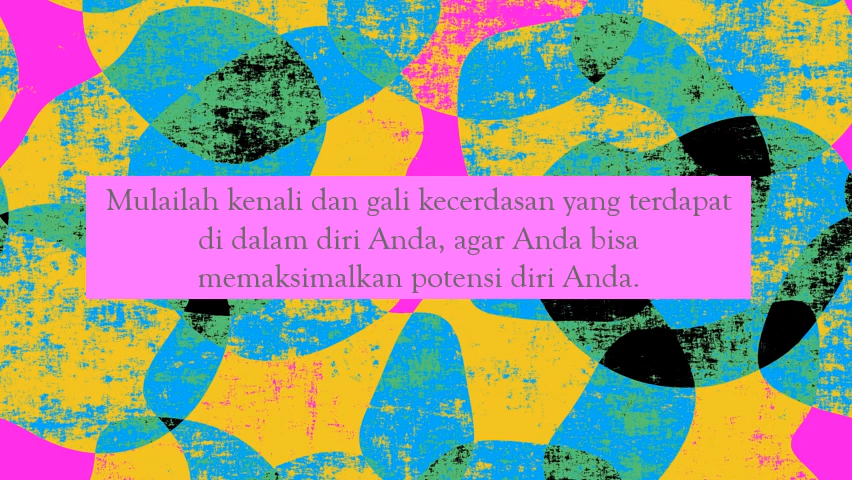 Mulailah kenali dan gali kecerdasan yang terdapat
di dalam diri Anda, agar Anda bisa
memaksimalkan potensi diri Anda.